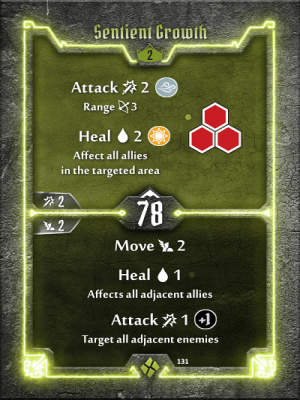 Sentient Growth
2
Attack 2
Range 3
Heal 2
Affect all allies
in the targeted area
2
78
2
Move 2
Heal 1
Affects all adjacent allies
Attack 1 +1
Target all adjacent enemies
131